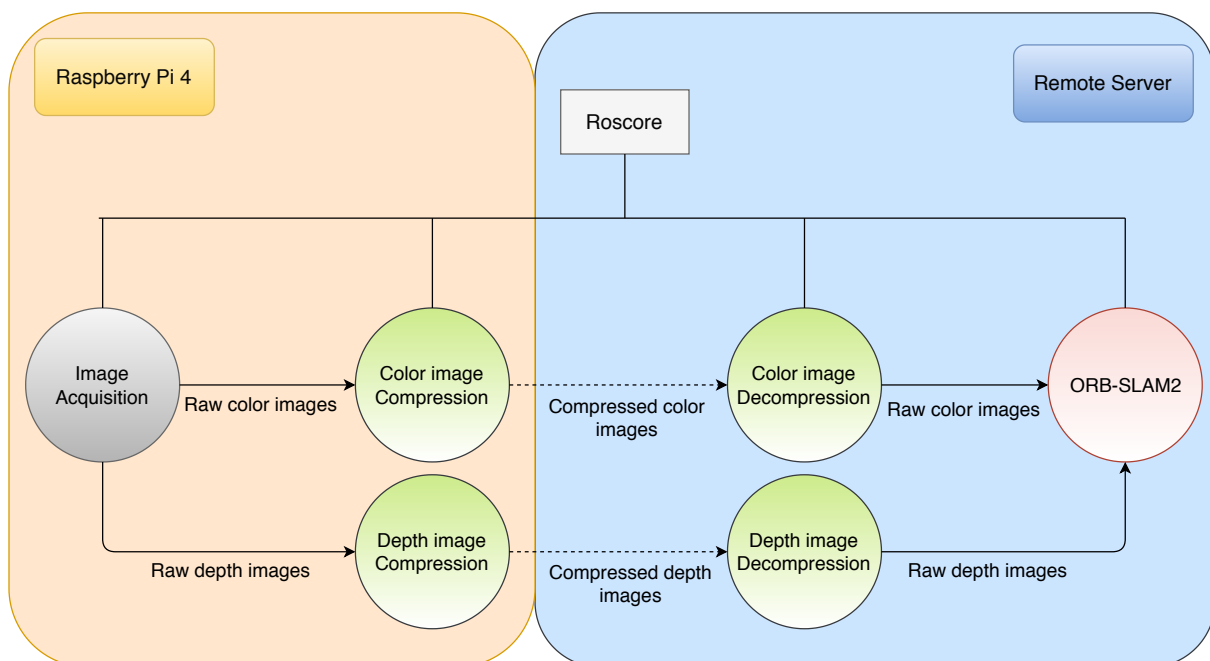 Raspberry Pi 4
Remote Server
Roscore
Image
Acquisition
Raw color images
Color image
Compression
Compressed color
images
Color image
Decompression
Raw color images
ORB-SLAM2
Raw depth images
Depth image
Compression
Compressed depth
images
Depth image
Decompression
Raw depth images